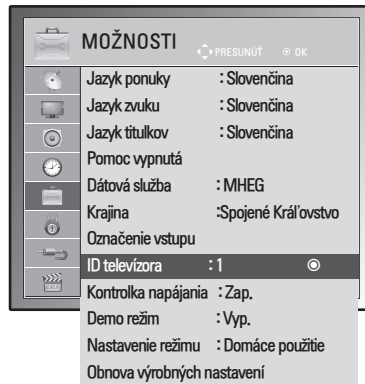 MOŽNOSTI PRESUNÚŤ OK
Jazyk ponuky : Slovenčina
Jazyk zvuku : Slovenčina
Jazyk titulkov : Slovenčina
Pomoc vypnutá
Dátová služba : MHEG
Krajina :Spojené Kráľovstvo
Označenie vstupu
ID televízora : 1
Kontrolka napájania : Zap.
Demo režim : Vyp.
Nastavenie režimu : Domáce použitie
Obnova výrobných nastavení